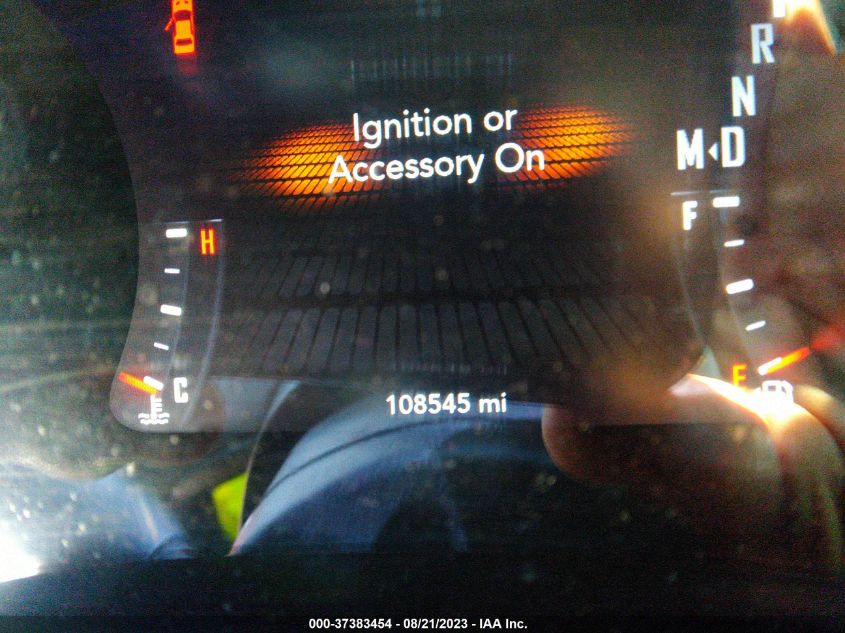 R
Ignition or
N
Accessory On
M D
F
H
E
C
108545 mi
000-37383454 - 08/21/2023 - IAA Inc.